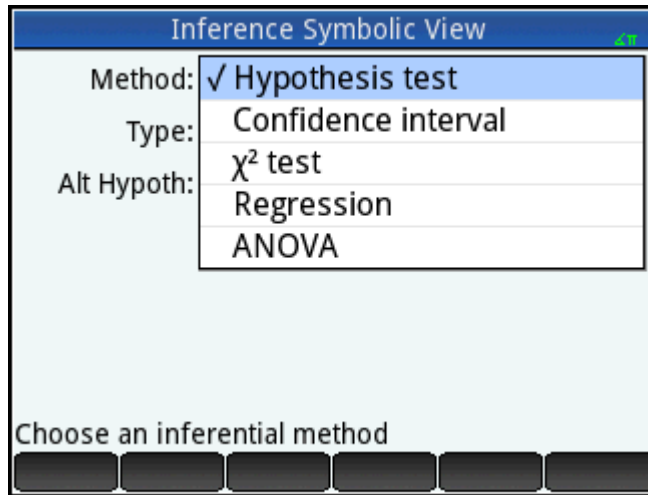 Inference Symbolic View
∡π
Method: √ Hypothesis test
Confidence interval
Type:
χ² test
Alt Hypoth:
Regression
ANOVA
Choose an inferential method